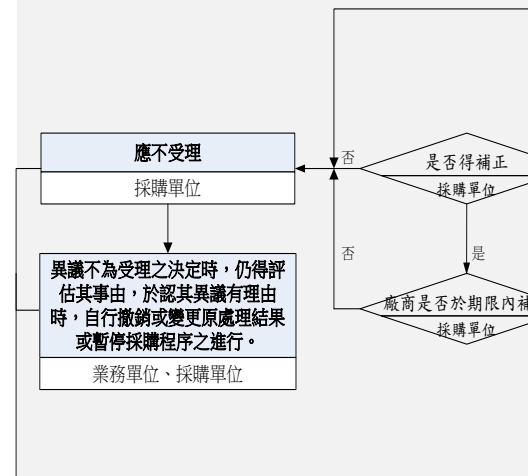 應不受理
採購單位
否
是否得補正
採購單位
異議不為受理之決定時，仍得評
估其事由，於認其異議有理由
時，自行撤銷或變更原處理結果
或暫停採購程序之進行。
業務單位、採購單位
否
是
廠商是否於期限內補
採購單位